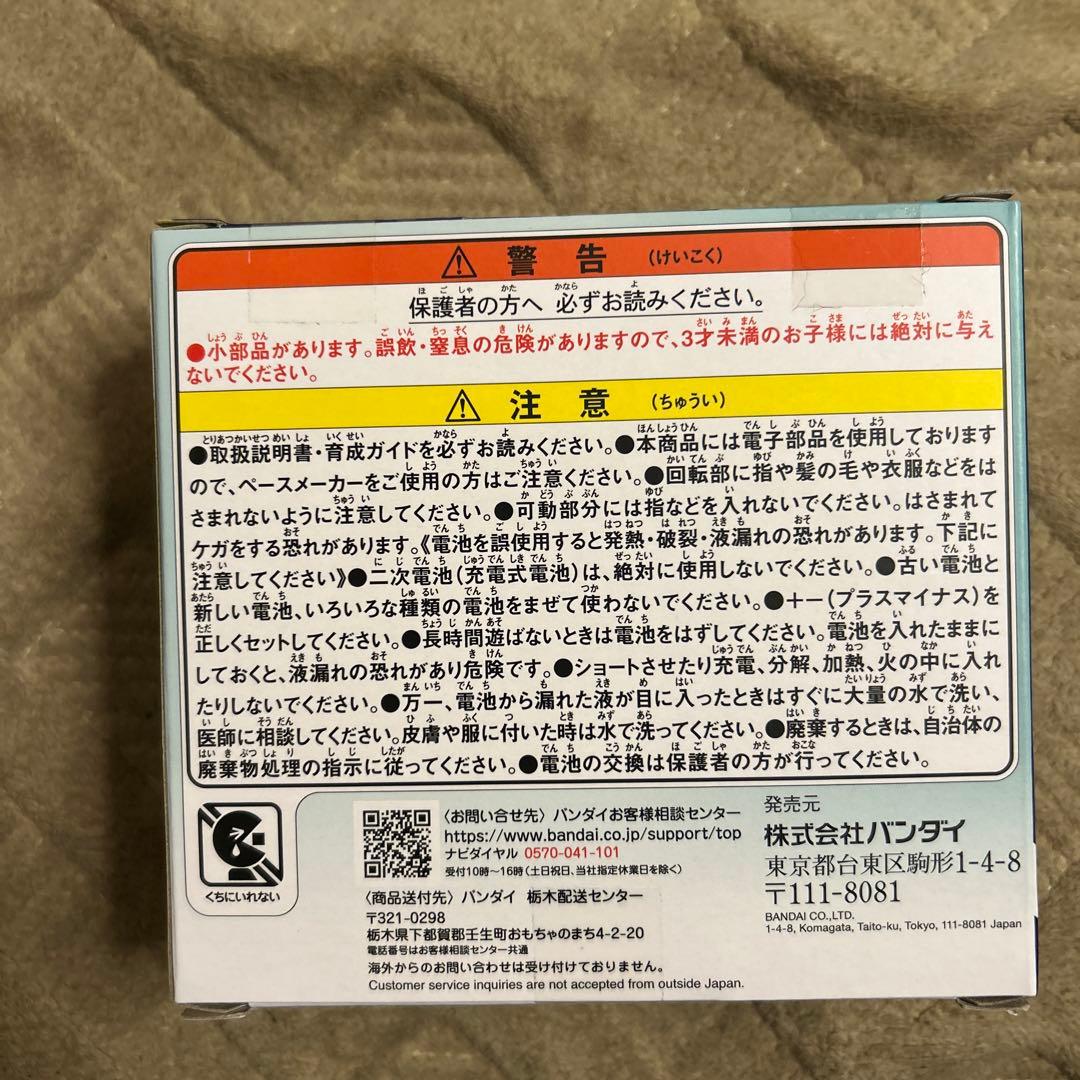 警告（けいこく）
保護者の方へ 必ずお読みください。
●小部品があります。誤飲・窒息の危険がありますので、3才未満のお子様には絶対に与え
ないでください。
注意（ちゅうい）
●取扱説明書・育成ガイドを必ずお読みください。●本商品には電子部品を使用しております
ので、ペースメーカーをご使用の方はご注意ください。●回転部に指や髪の毛や衣服などをは
さまれないように注意してください。●可動部分には指などを入れないでください。はさまれて
ケガをする恐れがあります。《電池を誤使用すると発熱・破裂・液漏れの恐れがあります。下記に
注意してください》●二次電池（充電式電池）は、絶対に使用しないでください。●古い電池と
新しい電池、いろいろな種類の電池をまぜて使わないでください。●＋－（プラスマイナス）を
正しくセットしてください。●長時間遊ばないときは電池をはずしてください。電池を入れたままに
しておくと、液漏れの恐れがあり危険です。●ショートさせたり充電、分解、加熱、火の中に入れ
たりしないでください。●万一、電池から漏れた液が目に入ったときはすぐに大量の水で洗い、
医師に相談してください。皮膚や服に付いた時は水で洗ってください。●廃棄するときは、自治体の
廃棄物処理の指示に従ってください。●電池の交換は保護者の方が行ってください。
くちにいれない
〈お問い合せ先〉バンダイお客様相談センター
https://www.bandai.co.jp/support/top
ナビダイヤル 0570-041-101
受付10時〜16時（土日祝日、当社指定休業日を除く）
〈商品送付先〉バンダイ 栃木配送センター
〒321-0298
栃木県下都賀郡壬生町おもちゃのまち4-2-20
電話番号はお客様相談センター共通
海外からのお問い合わせは受け付けておりません。
Customer service inquiries are not accepted from outside Japan.
発売元
株式会社バンダイ
東京都台東区駒形1-4-8
〒111-8081
BANDAI CO.,LTD.
1-4-8, Komagata, Taito-ku, Tokyo, 111-8081 Japan